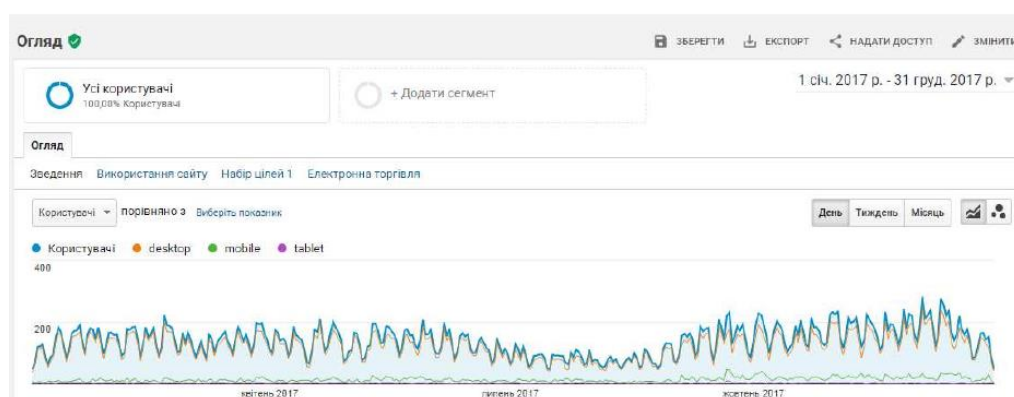 Огляд
ЗБЕРЕГТИ ЕКСПОРТ НАДАТИ ДОСТУП ЗМІНИТИ
Усі користувачі
100,00% Користувачі
+ Додати сегмент
1 січ. 2017 р. - 31 груд. 2017 р.
Огляд
Зведення Використання сайту Набір цілей 1 Електронна торгівля
Користувачі порівняно з Виберіть показник
День Тиждень Місяць
Користувачі desktop mobile tablet
400
200
квітень 2017 липень 2017 жовтень 2017